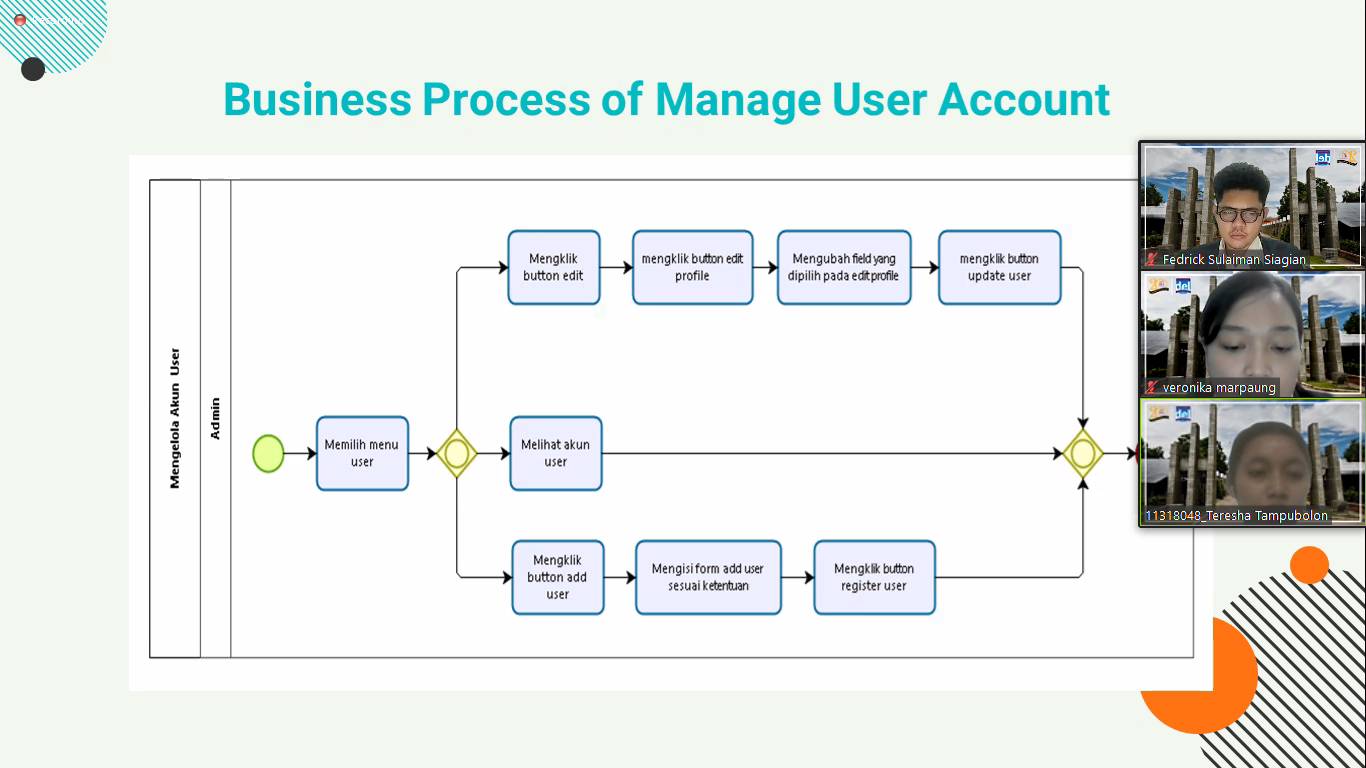 Business Process of Manage User Account
Mengelola Akun User
Admin
Mengklik
button edit
mengklik button edit
profile
Mengubah field yang
dipilih pada edit profile
mengklik button
update user
Memilih menu
user
Melihat akun
user
Mengklik
button add
user
Mengisi form add user
sesuai ketentuan
Mengklik button
register user
Fedrick Sulaiman Siagian
del
veronika marpaung
del
11318048_Teresha Tampubolon